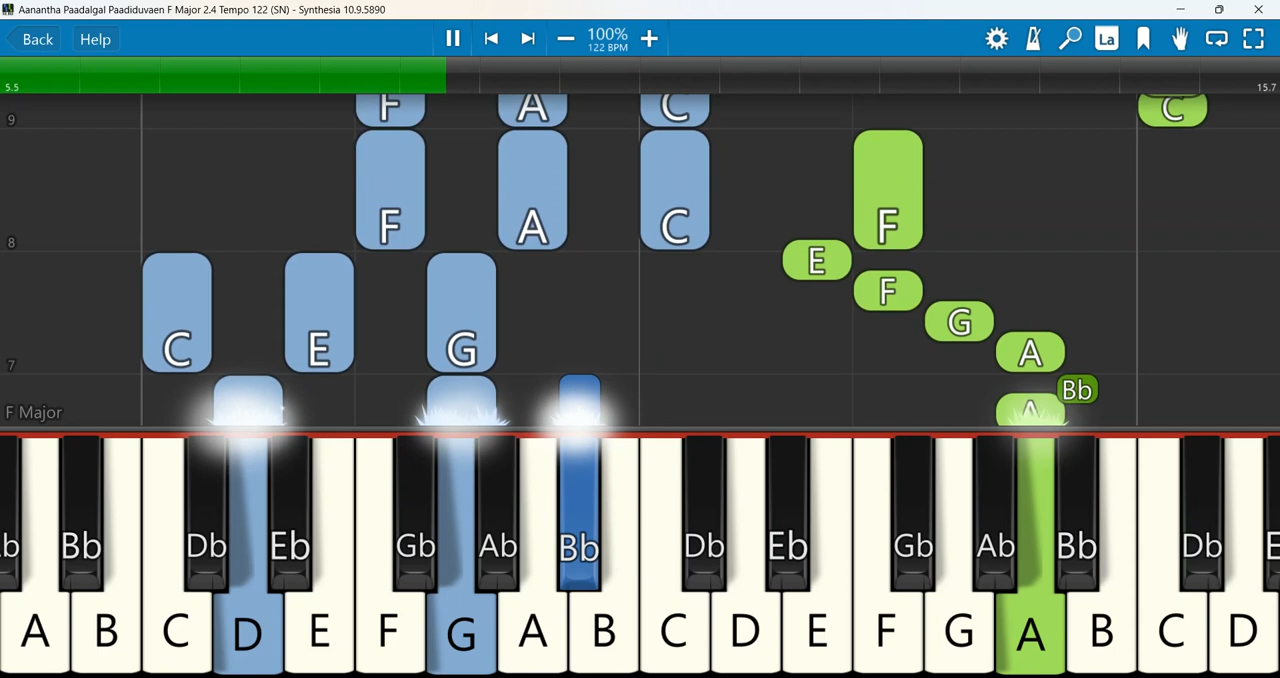 Aanantha Paadalgal Paadiduvaen F Major 2.4 Tempo 122 (SN) - Synthesia 10.9.5890
Back Help 100% La
122 BPM
5.5 15.7
9 F A C C
8 F A C F
E
F
G
7 C E G A
Bb
F Major A
Bb Db Eb Gb Ab Bb Db Eb Gb Ab Bb Db
A B C D E F G A B C D E F G A B C D